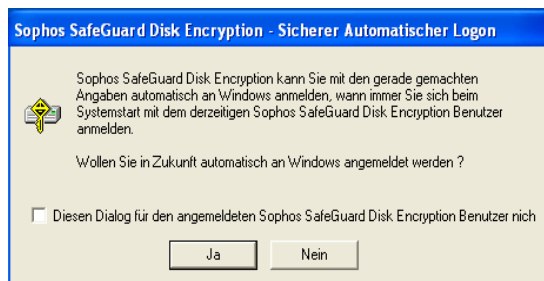 Sophos SafeGuard Disk Encryption - Sicherer Automatischer Logon
Sophos SafeGuard Disk Encryption kann Sie mit den gerade gemachten
Angaben automatisch an Windows anmelden, wann immer Sie sich beim
Systemstart mit dem derzeitigen Sophos SafeGuard Disk Encryption Benutzer
anmelden.
Wollen Sie in Zukunft automatisch an Windows angemeldet werden ?
Diesen Dialog für den angemeldeten Sophos SafeGuard Disk Encryption Benutzer nich
Ja
Nein